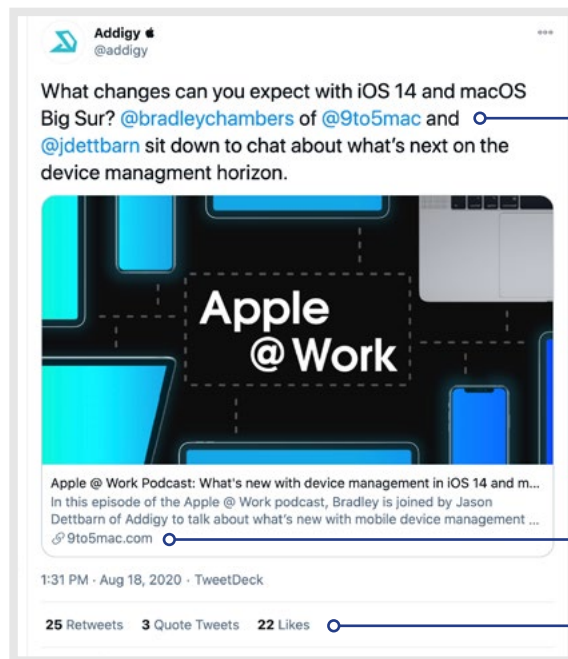 Addigy 
@addigy
What changes can you expect with iOS 14 and macOS
Big Sur? @bradleychambers of @9to5mac and
@jdettbarn sit down to chat about what's next on the
device managment horizon.
Apple
@ Work
Apple @ Work Podcast: What's new with device management in iOS 14 and m...
In this episode of the Apple @ Work podcast, Bradley is joined by Jason
Dettbarn of Addigy to talk about what's new with mobile device management ...
9to5mac.com
1:31 PM · Aug 18, 2020 · TweetDeck
25 Retweets 3 Quote Tweets 22 Likes